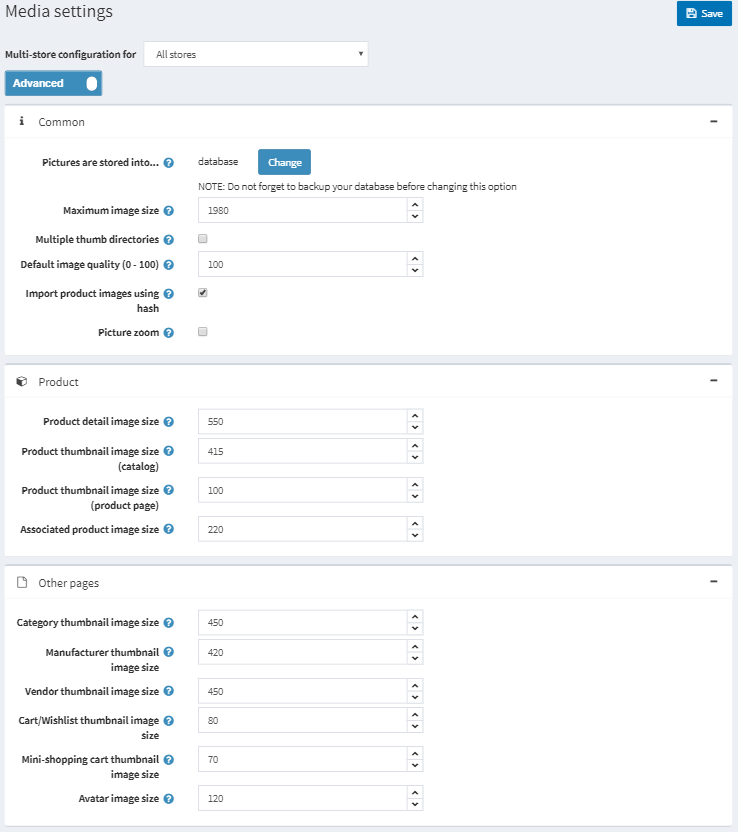 Media settings
Save
Multi-store configuration for All stores
Advanced
Common
Pictures are stored into... database Change
NOTE: Do not forget to backup your database before changing this option
Maximum image size 1980
Multiple thumb directories
Default image quality (0 - 100) 100
Import product images using
hash
Picture zoom
Product
Product detail image size 550
Product thumbnail image size 415
(catalog)
Product thumbnail image size 100
(product page)
Associated product image size 220
Other pages
Category thumbnail image size 450
Manufacturer thumbnail 420
image size
Vendor thumbnail image size 450
Cart/Wishlist thumbnail image 80
size
Mini-shopping cart thumbnail 70
image size
Avatar image size 120